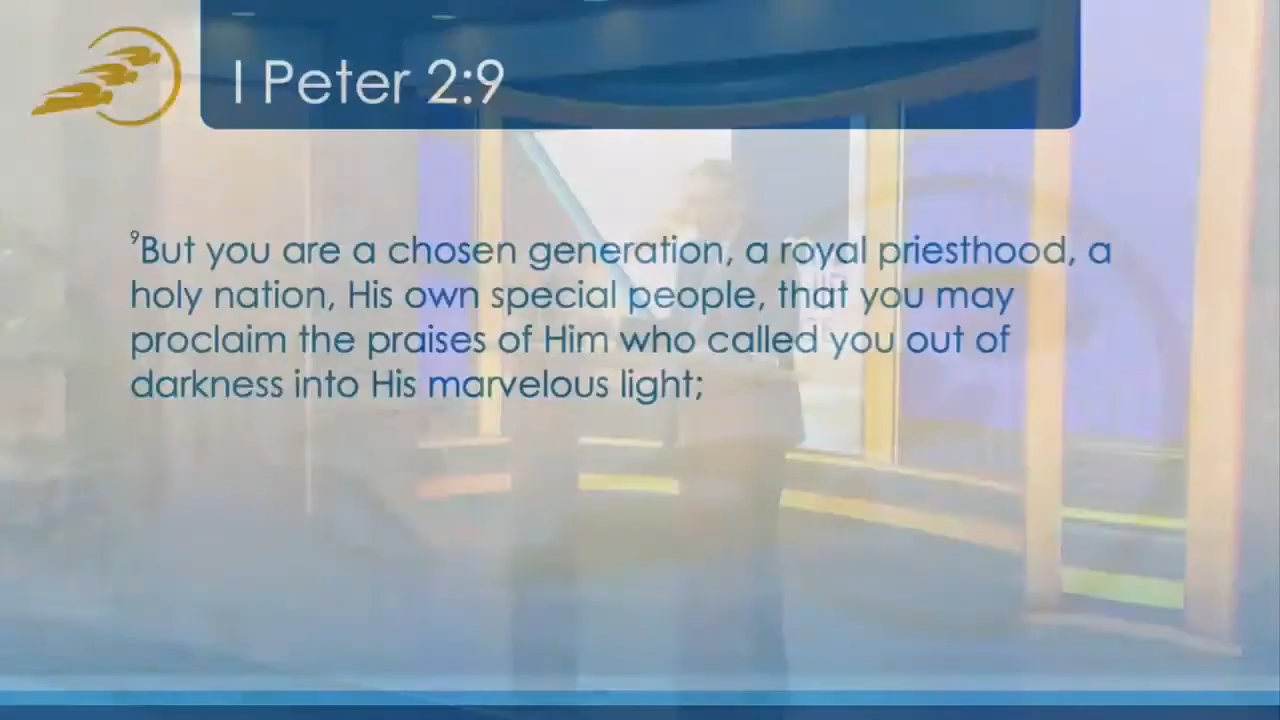 I Peter 2:9
⁹But you are a chosen generation, a royal priesthood, a
holy nation, His own special people, that you may
proclaim the praises of Him who called you out of
darkness into His marvelous light;